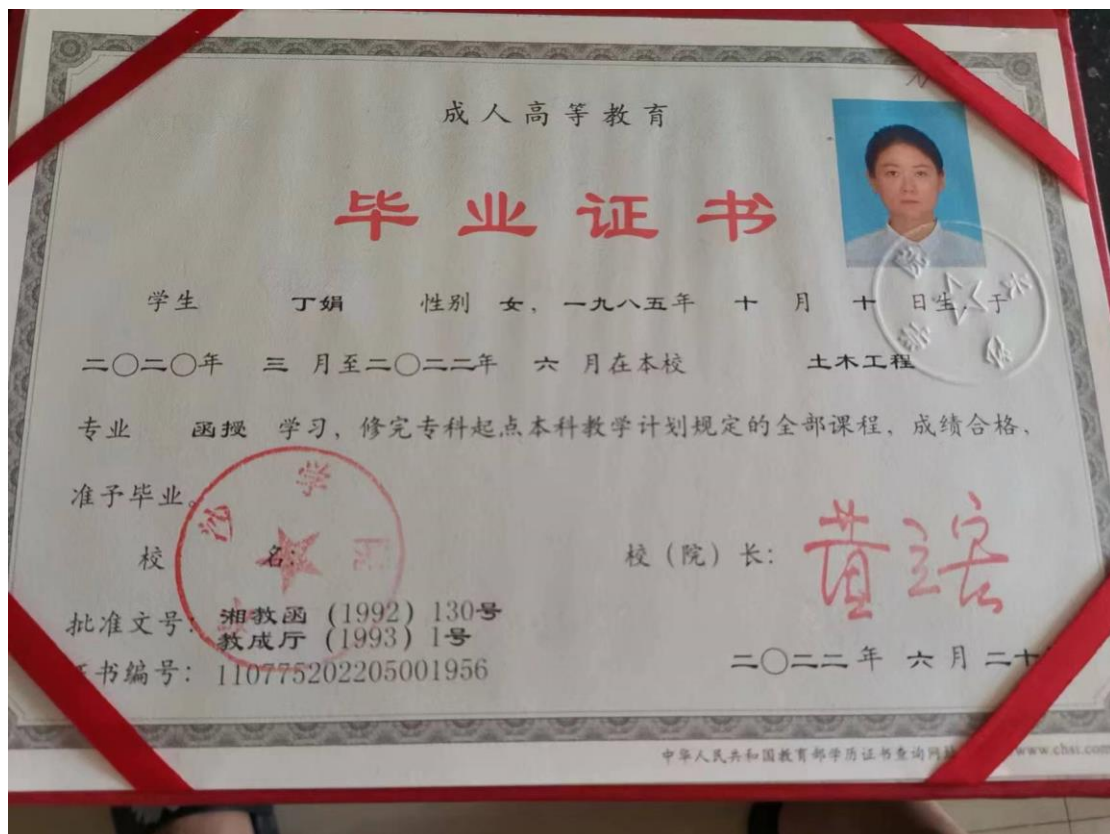 成人高等教育
毕业证书
学生 丁娟 性别 女，一九八五年 十 月 十 日生，于
二〇二〇年 三 月至二〇二二年 六 月在本校 土木工程
专业 函授 学习，修完专科起点本科教学计划规定的全部课程，成绩合格，
准予毕业。
校 名： 校（院）长：
批准文号：湘教函（1992）130号
教成厅（1993）1号
证书编号：110775202205001956
二〇二二年 六月二十
中华人民共和国教育部学历证书查询网址 www.chsi.com